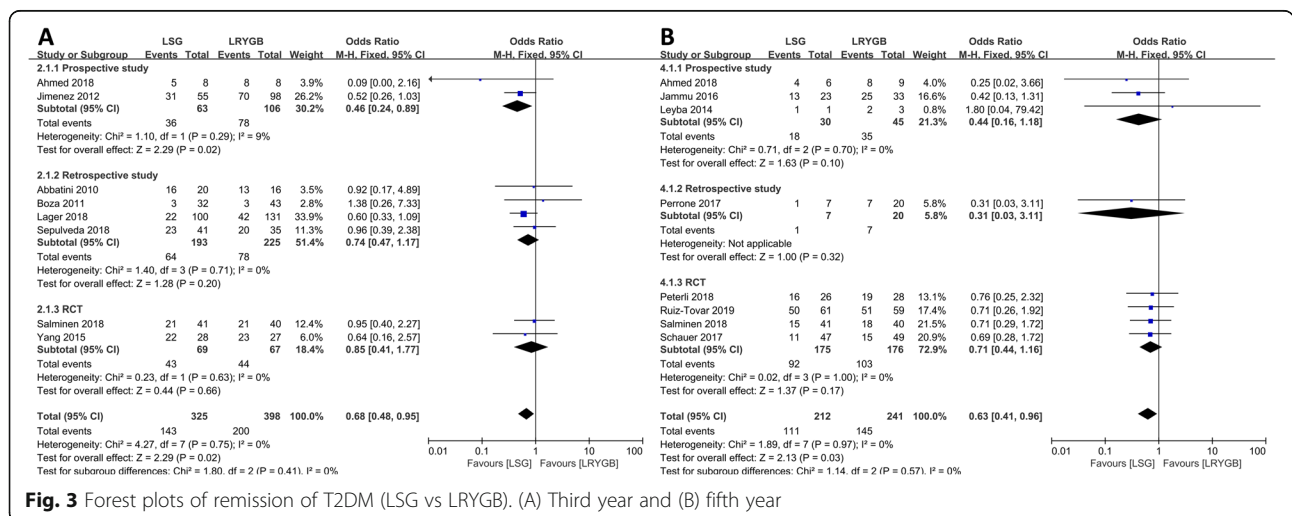 A
LSG LRYGB Odds Ratio Odds Ratio
Study or Subgroup Events Total Events Total Weight M-H. Fixed. 95% CI M-H. Fixed. 95% CI
2.1.1 Prospective study
Ahmed 2018 5 8 8 8 3.9% 0.09 [0.00, 2.16]
Jimenez 2012 31 55 70 98 26.2% 0.52 [0.26, 1.03]
Subtotal (95% CI) 63 106 30.2% 0.46 [0.24, 0.89]
Total events 36 78
Heterogeneity: Chi² = 1.10, df = 1 (P = 0.29); I² = 9%
Test for overall effect: Z = 2.29 (P = 0.02)
2.1.2 Retrospective study
Abbatini 2010 16 20 13 16 3.5% 0.92 [0.17, 4.89]
Boza 2011 3 32 3 43 2.8% 1.38 [0.26, 7.33]
Lager 2018 22 100 42 131 33.9% 0.60 [0.33, 1.09]
Sepulveda 2018 23 41 20 35 11.3% 0.96 [0.39, 2.38]
Subtotal (95% CI) 193 225 51.4% 0.74 [0.47, 1.17]
Total events 64 78
Heterogeneity: Chi² = 1.40, df = 3 (P = 0.71); I² = 0%
Test for overall effect: Z = 1.28 (P = 0.20)
2.1.3 RCT
Salminen 2018 21 41 21 40 12.4% 0.95 [0.40, 2.27]
Yang 2015 22 28 23 27 6.0% 0.64 [0.16, 2.57]
Subtotal (95% CI) 69 67 18.4% 0.85 [0.41, 1.77]
Total events 43 44
Heterogeneity: Chi² = 0.23, df = 1 (P = 0.63); I² = 0%
Test for overall effect: Z = 0.44 (P = 0.66)
Total (95% CI) 325 398 100.0% 0.68 [0.48, 0.95]
Total events 143 200
Heterogeneity: Chi² = 4.27, df = 7 (P = 0.75); I² = 0%
Test for overall effect: Z = 2.29 (P = 0.02)
Test for subgroup differences: Chi² = 1.80. df = 2 (P = 0.41). I² = 0%
0.01 0.1 1 10 100
Favours [LSG] Favours [LRYGB]
B
LSG LRYGB Odds Ratio Odds Ratio
Study or Subgroup Events Total Events Total Weight M-H. Fixed. 95% CI M-H. Fixed. 95% CI
4.1.1 Prospective study
Ahmed 2018 4 6 8 9 4.0% 0.25 [0.02, 3.66]
Jammu 2016 13 23 25 33 14.4% 0.42 [0.13, 1.31]
Leyba 2014 1 1 2 3 0.8% 1.80 [0.04, 79.42]
Subtotal (95% CI) 30 45 21.3% 0.44 [0.16, 1.18]
Total events 18 35
Heterogeneity: Chi² = 0.71, df = 2 (P = 0.70); I² = 0%
Test for overall effect: Z = 1.63 (P = 0.10)
4.1.2 Retrospective study
Perrone 2017 1 7 7 20 5.8% 0.31 [0.03, 3.11]
Subtotal (95% CI) 7 20 5.8% 0.31 [0.03, 3.11]
Total events 1 7
Heterogeneity: Not applicable
Test for overall effect: Z = 1.00 (P = 0.32)
4.1.3 RCT
Peterli 2018 16 26 19 28 13.1% 0.76 [0.25, 2.32]
Ruiz-Tovar 2019 50 61 51 59 18.5% 0.71 [0.26, 1.92]
Salminen 2018 15 41 18 40 21.5% 0.71 [0.29, 1.72]
Schauer 2017 11 47 15 49 20.9% 0.69 [0.28, 1.72]
Subtotal (95% CI) 175 176 72.9% 0.71 [0.44, 1.16]
Total events 92 103
Heterogeneity: Chi² = 0.02, df = 3 (P = 1.00); I² = 0%
Test for overall effect: Z = 1.37 (P = 0.17)
Total (95% CI) 212 241 100.0% 0.63 [0.41, 0.96]
Total events 111 145
Heterogeneity: Chi² = 1.89, df = 7 (P = 0.97); I² = 0%
Test for overall effect: Z = 2.13 (P = 0.03)
Test for subgroup differences: Chi² = 1.14. df = 2 (P = 0.57). I² = 0%
0.01 0.1 1 10 100
Favours [LSG] Favours [LRYGB]
Fig. 3 Forest plots of remission of T2DM (LSG vs LRYGB). (A) Third year and (B) fifth year